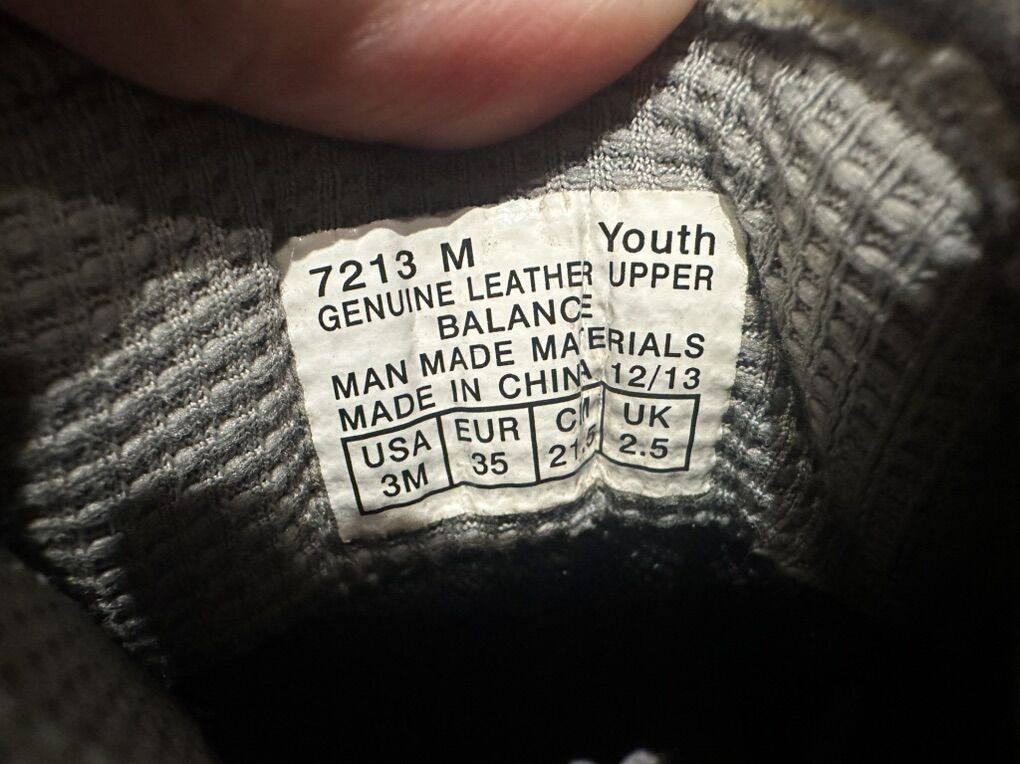 7213 M Youth
GENUINE LEATHER UPPER
BALANCE
MAN MADE MATERIALS
MADE IN CHINA 12/13
USA EUR CM UK
3M 35 21.5 2.5